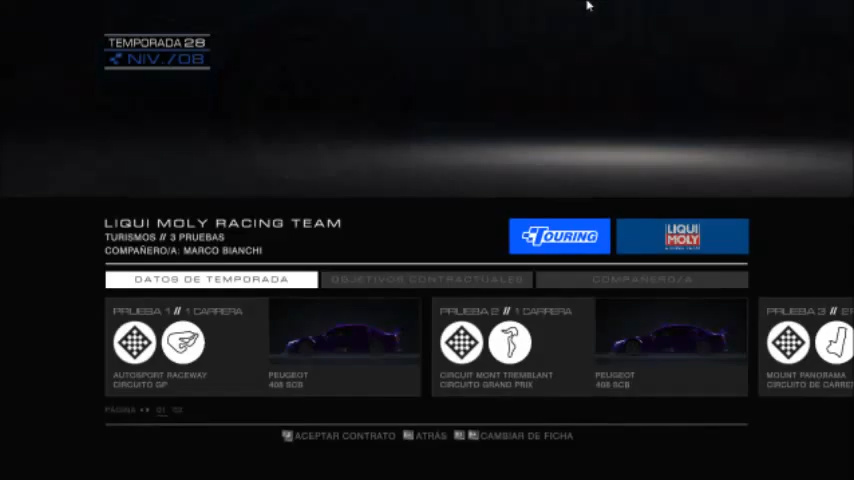 TEMPORADA 28
NIV./08
LIQUI MOLY RACING TEAM
TURISMOS // 3 PRUEBAS
COMPAÑERO/A: MARCO BIANCHI
TOURING
LIQUI
MOLY
DATOS DE TEMPORADA
OBJETIVOS CONTRACTUALES
COMPAÑERO/A
PRUEBA 1 // 1 CARRERA
AUTOSPORT RACEWAY
CIRCUITO GP
PEUGEOT
408 SCB
PRUEBA 2 // 1 CARRERA
CIRCUIT MONT TREMBLANT
CIRCUITO GRAND PRIX
PEUGEOT
408 SCB
PRUEBA 3 //
MOUNT PANORAMA
CIRCUITO DE CARRE
PÁGINA 01 02
ACEPTAR CONTRATO ATRÁS CAMBIAR DE FICHA